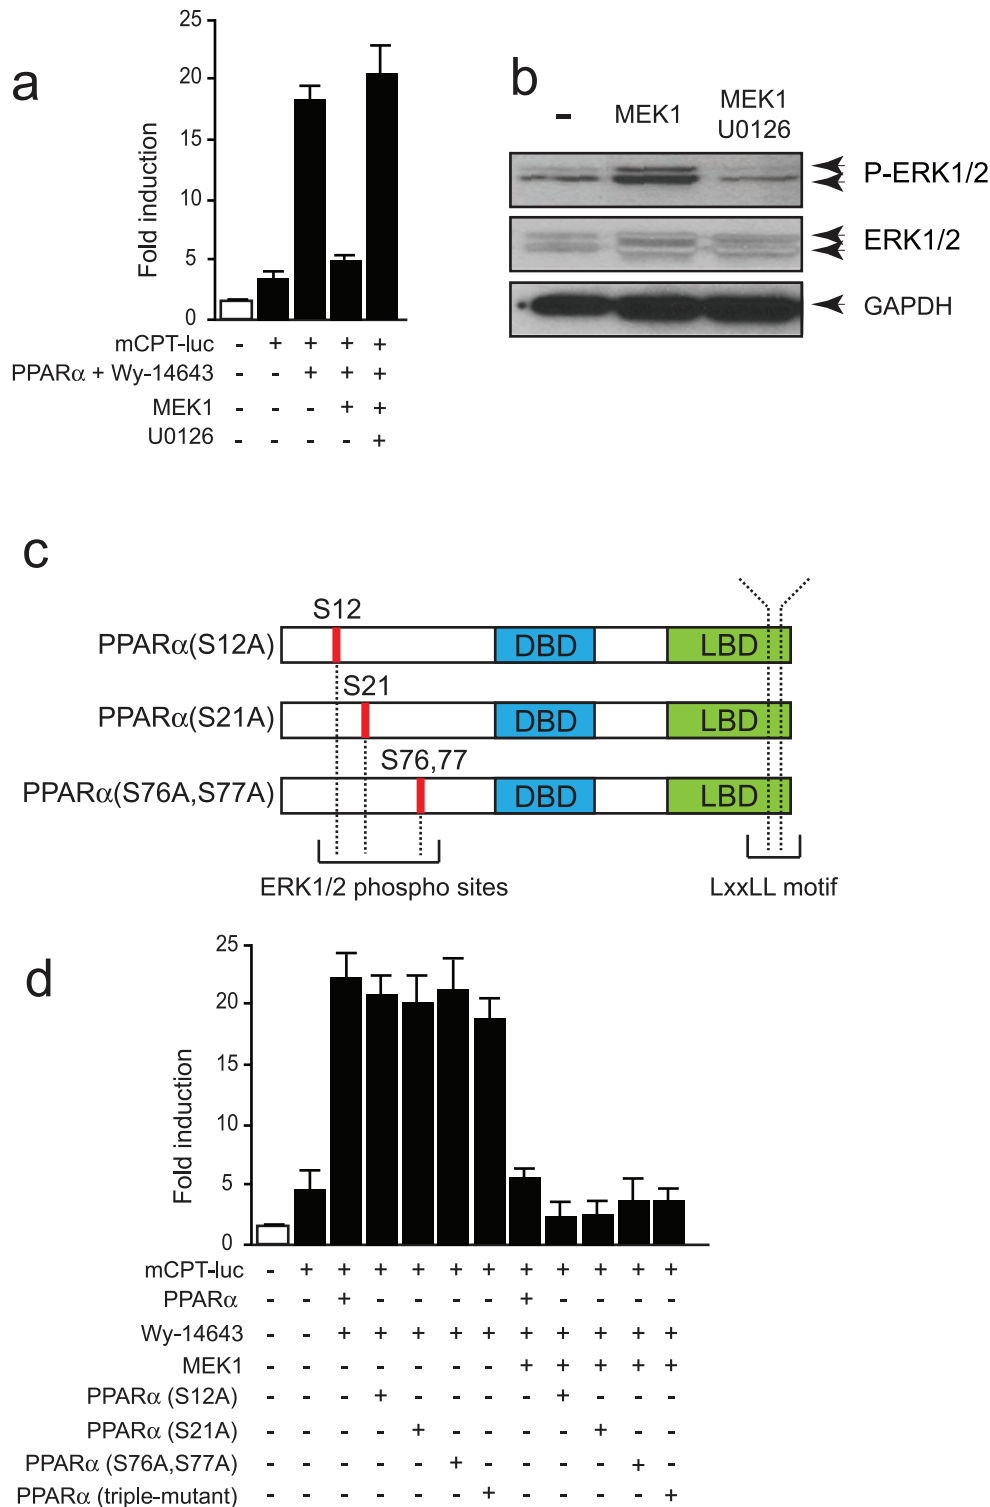 a
25
20
15
10
5
0
Fold induction
mCPT-luc - + + + +
PPARα + Wy-14643 - - + + +
MEK1 - - - + +
U0126 - - - - +
b
- MEK1 MEK1
U0126
P-ERK1/2
ERK1/2
GAPDH
c
S12
PPARα(S12A) DBD LBD
S21
PPARα(S21A) DBD LBD
S76,77
PPARα(S76A,S77A) DBD LBD
ERK1/2 phospho sites LxxLL motif
d
25
20
15
10
5
0
Fold induction
mCPT-luc - + + + + + + + + + + +
PPARα - - + - - - - + - - - -
Wy-14643 - - + + + + + + + + + +
MEK1 - - - - - - - + + + + +
PPARα (S12A) - - - + - - - - + - - -
PPARα (S21A) - - - - + - - - - + - -
PPARα (S76A,S77A) - - - - - + - - - - + -
PPARα (triple-mutant) - - - - - - + - - - - +